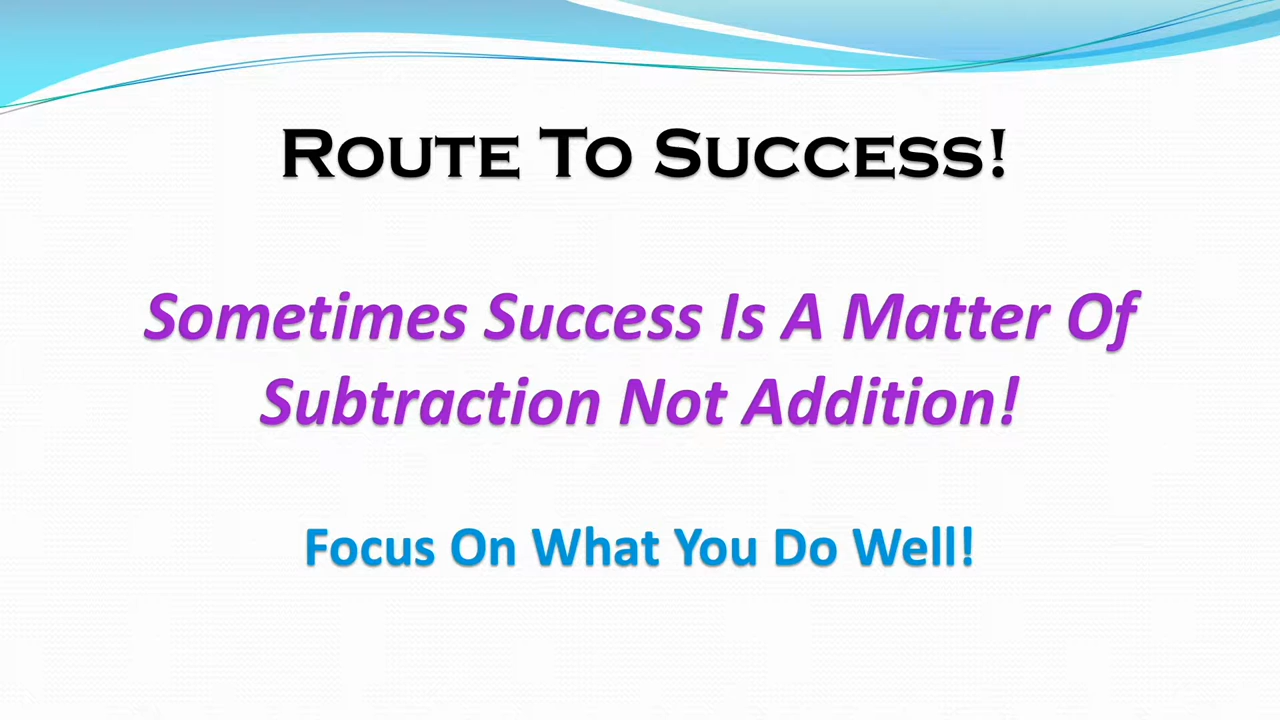 Route To Success!
Sometimes Success Is A Matter Of
Subtraction Not Addition!
Focus On What You Do Well!